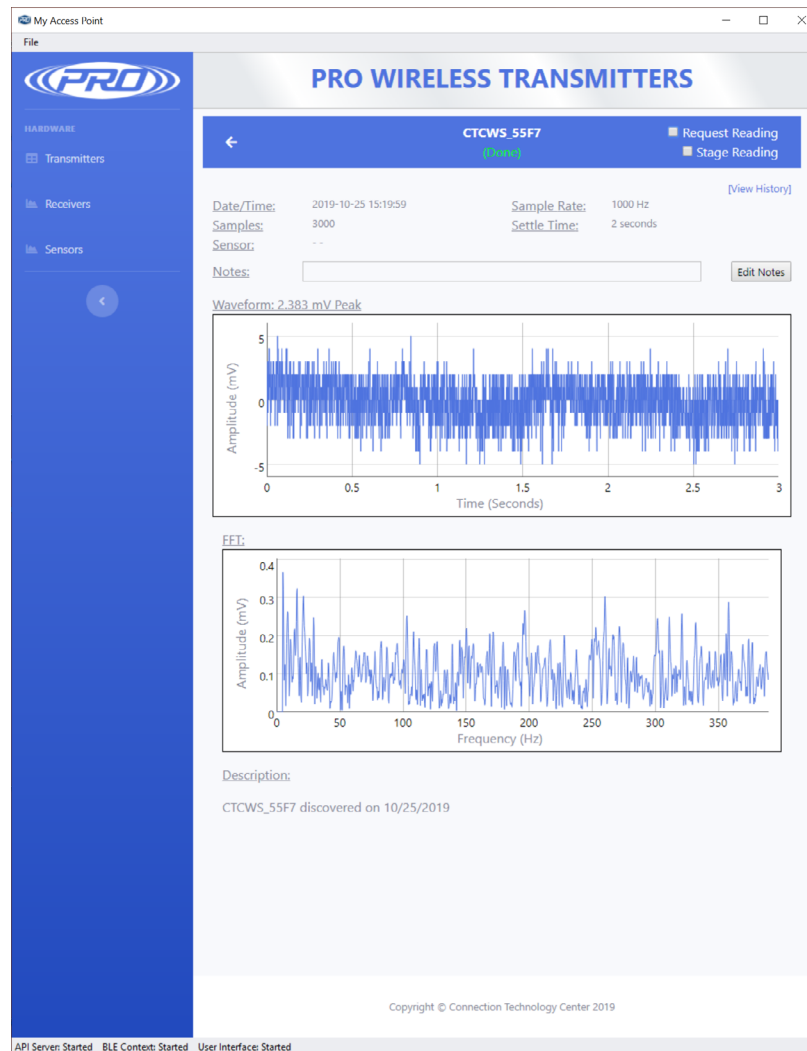 My Access Point
File
PRO
PRO WIRELESS TRANSMITTERS
HARDWARE
Transmitters
Receivers
Sensors
CTCWS_55F7
(Done)
Request Reading
Stage Reading
[View History]
Date/Time: 2019-10-25 15:19:59 Sample Rate: 1000 Hz
Samples: 3000 Settle Time: 2 seconds
Sensor: - -
Notes: Edit Notes
Waveform: 2.383 mV Peak
Amplitude (mV)
5
0
-5
0 0.5 1 1.5 2 2.5 3
Time (Seconds)
FFT:
Amplitude (mV)
0.4
0.3
0.2
0.1
0
0 50 100 150 200 250 300 350
Frequency (Hz)
Description:
CTCWS_55F7 discovered on 10/25/2019
Copyright © Connection Technology Center 2019
API Server: Started BLE Context: Started User Interface: Started